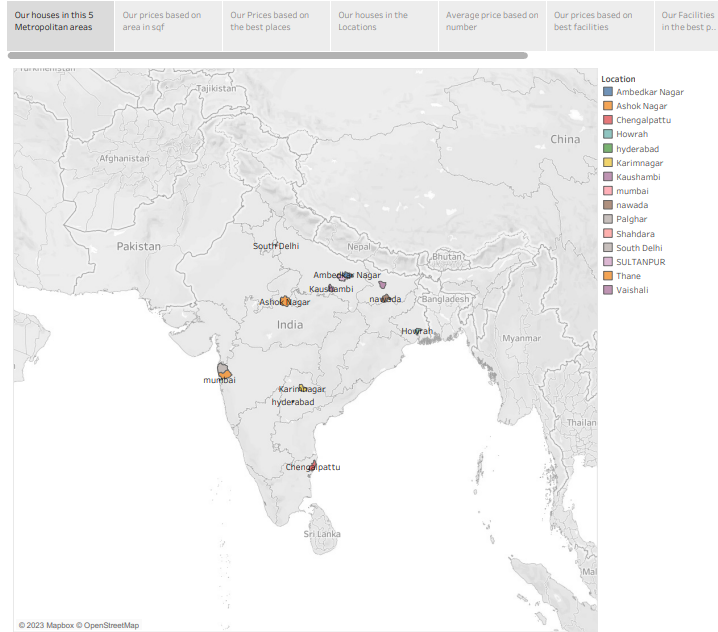 Our houses in this 5
Metropolitan areas
Our prices based on
area in sqf
Our Prices based on
the best places
Our houses in the
Locations
Average price based on
number
Our prices based on
best facilities
Our Facilities
in the best p..
Location
Ambedkar Nagar
Ashok Nagar
Chengalpattu
Howrah
hyderabad
Karimnagar
Kaushambi
mumbai
nawada
Palghar
Shahdara
South Delhi
SULTANPUR
Thane
Vaishali
Turkmenistan
Tajikistan
China
Afghanistan
Pakistan
South Delhi
Nepal
Bhutan
Ambedkar Nagar
Kaushambi
Ashok Nagar
nawada
Bangladesh
India
Howrah
Myanmar
mumbai
Karimnagar
hyderabad
Thailan
Chengalpattu
Sri Lanka
Mal
© 2023 Mapbox © OpenStreetMap